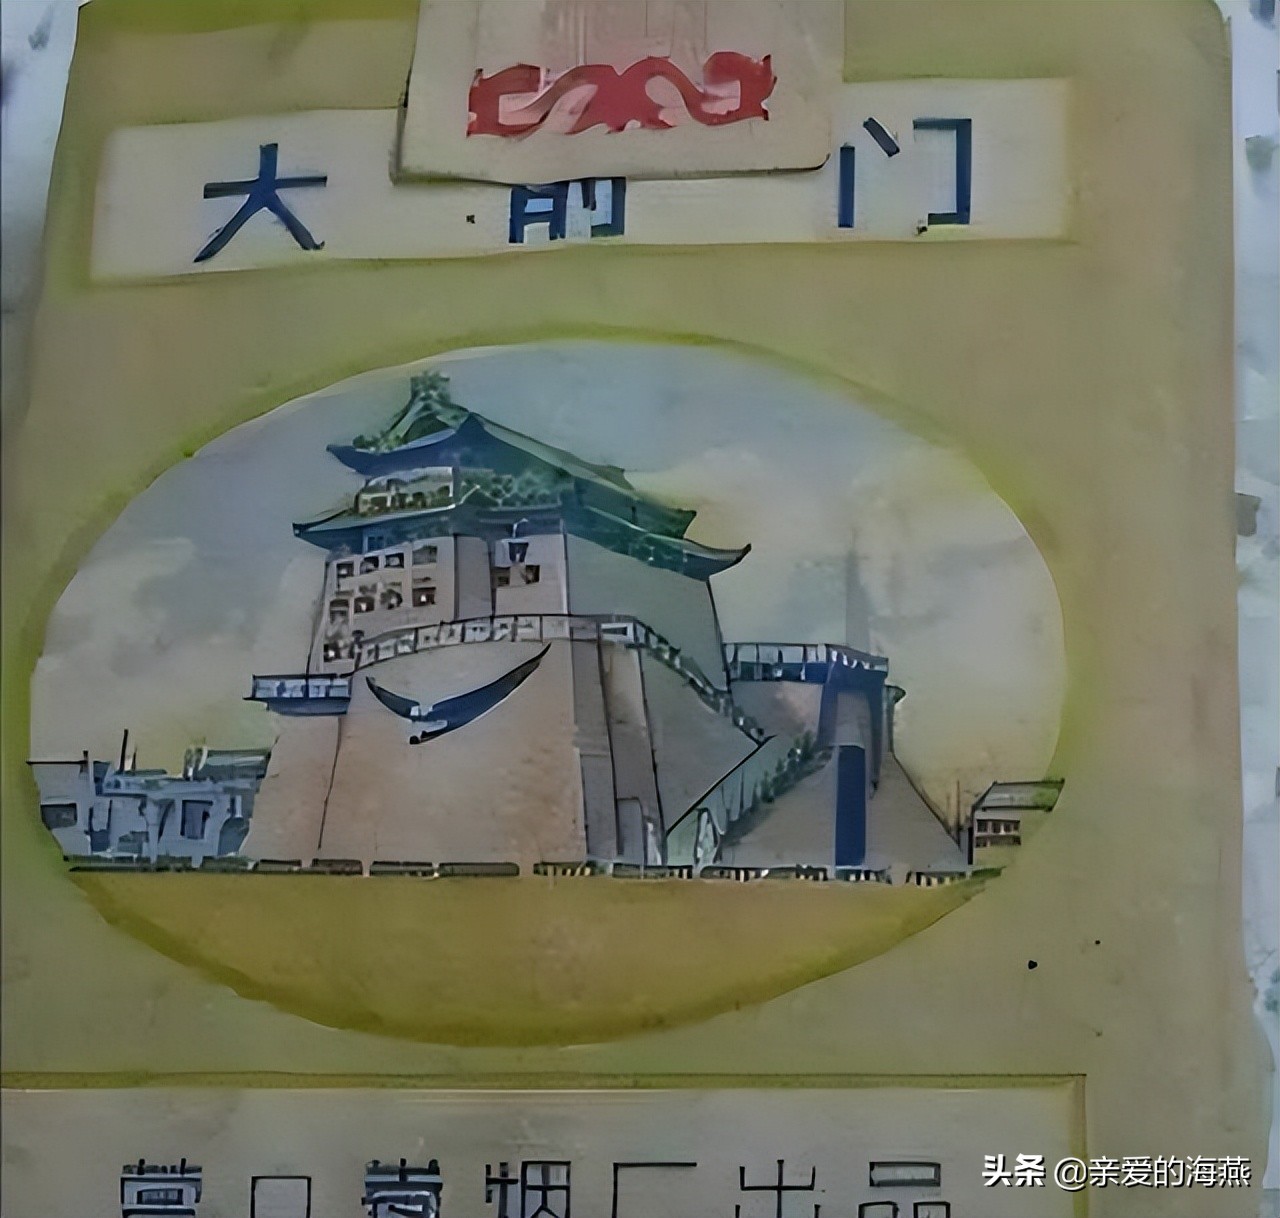 大前门
营口卷烟厂出品
头条 @亲爱的海燕